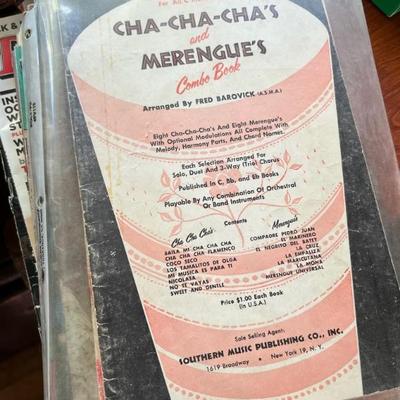 For All C
CHA-CHA-CHA'S
and
MERENGUE'S
Combo Book
Arranged By FRED BAROVICK (A.S.M.A.)
Eight Cha-Cha-Cha's And Eight Merengue's
With Optional Modulations All Complete With
Melody, Harmony Parts, And Chord Names.
Each Selection Arranged For
Solo, Duet And 3-Way (Trio) Chorus
Published In C, Bb, and Eb Books
Playable By Any Combination Of Orchestral
Or Band Instruments
Contents
Cha Cha Cha's
BAILA MI CHA CHA CHA
CHA CHA CHA FLAMENCO
COCO SECO
LOS TAMALITOS DE OLGA
MI MUSICA ES PARA TI
NICOLASA
NO TE VAYAS
SWEET AND GENTLE
Merengues
COMPADRE PEDRO JUAN
EL MARINERO
EL NEGRITO DEL BATEY
LA CRUZ
LA EMPALIZA
LA MARICUTANA
LA MONA
MERENGUE UNIVERSAL
Price $1.00 Each Book
(In U.S.A.)
Sole Selling Agent:
SOUTHERN MUSIC PUBLISHING CO., INC.
1619 Broadway • New York 19, N. Y.